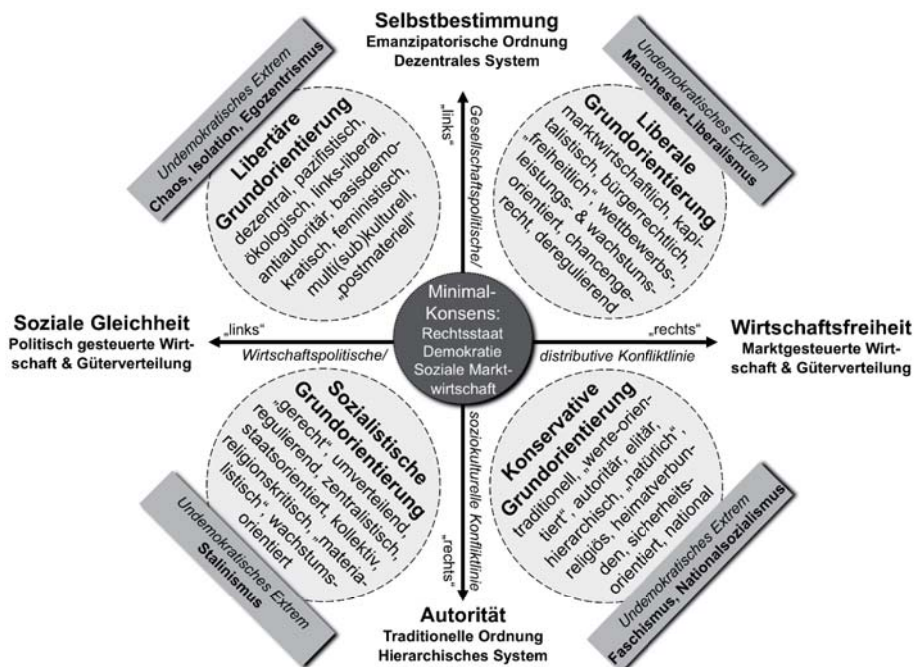 Selbstbestimmung
Emanzipatorische Ordnung
Dezentrales System
Undemokratisches Extrem
Chaos, Isolation, Egozentrismus
Libertäre
Grundorientierung
dezentral, pazifistisch,
ökologisch, links-liberal,
antiautoritär, basisdemo-
kratisch, feministisch,
multi(sub)kulturell,
„postmateriell“
„links“
Gesellschaftspolitische/
Undemokratisches Extrem
Manchester-Liberalismus
Liberale
Grundorientierung
marktwirtschaftlich, kapi-
talistisch, bürgerrechtlich,
„freiheitlich“, wettbewerbs-,
leistungs- & wachstums-
orientiert, chancenge-
recht, deregulierend
Soziale Gleichheit
Politisch gesteuerte Wirt-
schaft & Güterverteilung
„links“
Wirtschaftspolitische/
Minimal-
Konsens:
Rechtsstaat
Demokratie
Soziale Markt-
wirtschaft
„rechts“
distributive Konfliktlinie
Wirtschaftsfreiheit
Marktgesteuerte Wirt-
schaft & Güterverteilung
Sozialistische
Grundorientierung
„gerecht“, umverteilend
regulierend, zentralistisch,
staatsorientiert, kollektiv,
religionskritisch, „materia-
listisch“ wachstums-
orientiert
Undemokratisches Extrem
Stalinismus
soziokulturelle Konfliktlinie
„rechts“
Konservative
Grundorientierung
traditionell, „werte-orien-
tiert“, autoritär, elitär,
hierarchisch, „natürlich“,
religiös, heimatverbun-
den, sicherheits-
orientiert, national
Undemokratisches Extrem
Faschismus, Nationalsozialismus
Autorität
Traditionelle Ordnung
Hierarchisches System